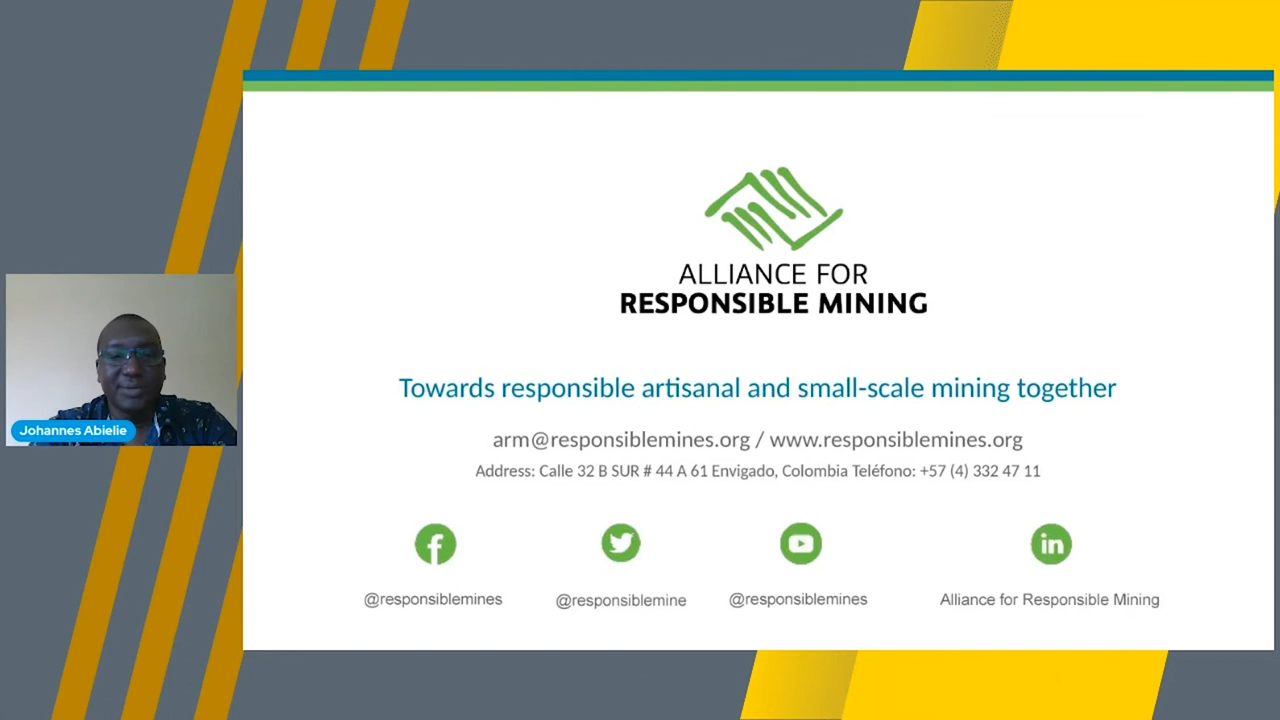 ALLIANCE FOR
RESPONSIBLE MINING
Towards responsible artisanal and small-scale mining together
arm@responsiblemines.org / www.responsiblemines.org
Address: Calle 32 B SUR # 44 A 61 Envigado, Colombia Teléfono: +57 (4) 332 47 11
@responsiblemines
@responsiblemine
@responsiblemines
Alliance for Responsible Mining
Johannes Abielie